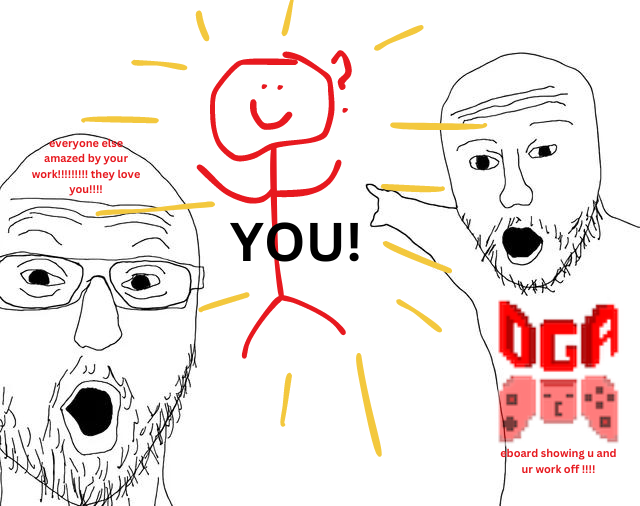 ?
everyone else
amazed by your
work!!!!!!!!! they love
you!!!!
YOU!
DGA
eboard showing u and
ur work off !!!!